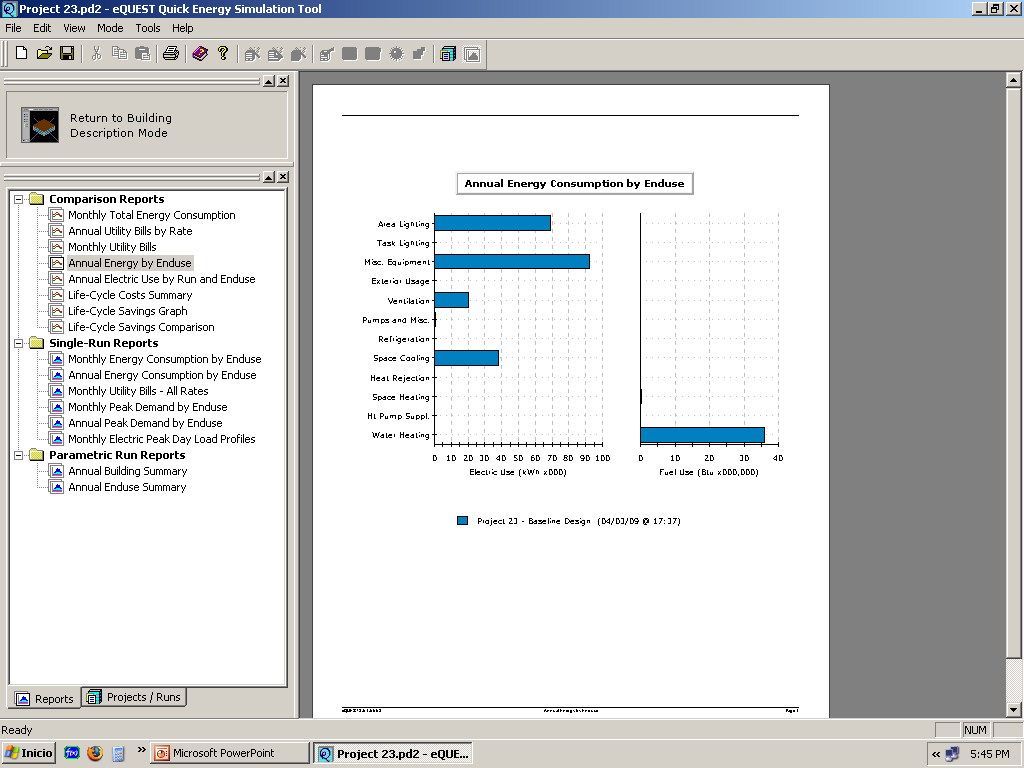 Project 23.pd2 - eQUEST Quick Energy Simulation Tool
File Edit View Mode Tools Help
Return to Building
Description Mode
Comparison Reports
Monthly Total Energy Consumption
Annual Utility Bills by Rate
Monthly Utility Bills
Annual Energy by Enduse
Annual Electric Use by Run and Enduse
Life-Cycle Costs Summary
Life-Cycle Savings Graph
Life-Cycle Savings Comparison
Single-Run Reports
Monthly Energy Consumption by Enduse
Annual Energy Consumption by Enduse
Monthly Utility Bills - All Rates
Monthly Peak Demand by Enduse
Annual Peak Demand by Enduse
Monthly Electric Peak Day Load Profiles
Parametric Run Reports
Annual Building Summary
Annual Enduse Summary
Reports Projects / Runs
Annual Energy Consumption by Enduse
Area Lighting
Task Lighting
Misc. Equipment
Exterior Usage
Ventilation
Pumps and Misc.
Refrigeration
Space Cooling
Heat Rejection
Space Heating
Ht Pump Suppl.
Water Heating
0 10 20 30 40 50 60 70 80 90 100
Electric Use (kWh x000)
0 10 20 30 40
Fuel Use (Btu x000,000)
Project 23 - Baseline Design (04/03/09 @ 17:37)
Page 1
Ready
NUM
Inicio
Microsoft PowerPoint
Project 23.pd2 - eQUE...
5:45 PM